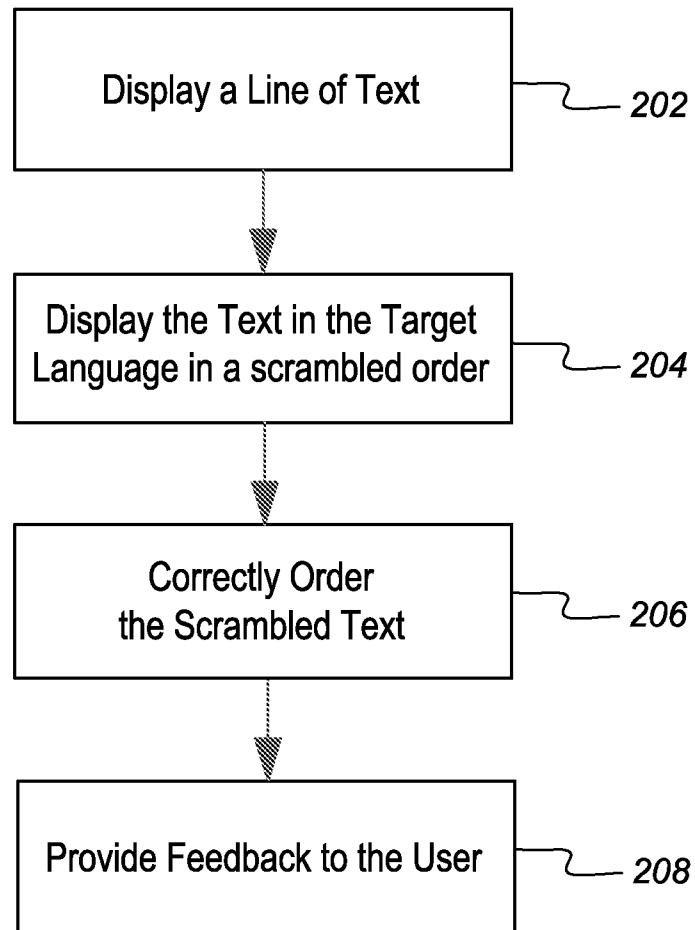 Display a Line of Text
202
Display the Text in the Target
Language in a scrambled order
204
Correctly Order
the Scrambled Text
206
Provide Feedback to the User
208